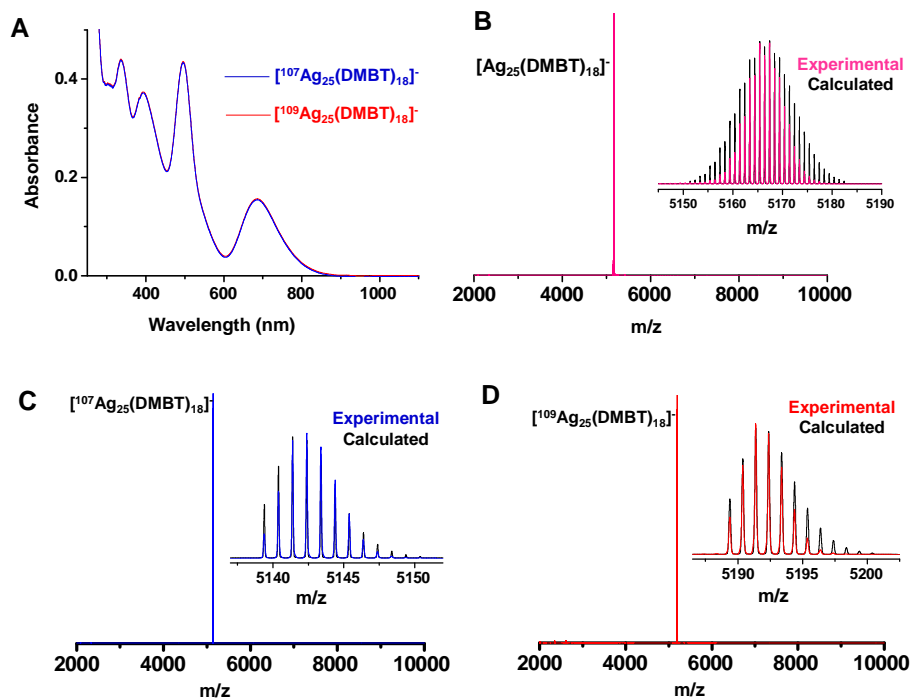 A
0.4
0.2
0.0
Absorbance
400 600 800 1000
Wavelength (nm)
[¹⁰⁷Ag₂₅(DMBT)₁₈]⁻
[¹⁰⁹Ag₂₅(DMBT)₁₈]⁻
B
[Ag₂₅(DMBT)₁₈]⁻
Experimental
Calculated
5150 5160 5170 5180 5190
m/z
2000 4000 6000 8000 10000
m/z
C
[¹⁰⁷Ag₂₅(DMBT)₁₈]⁻
Experimental
Calculated
5140 5145 5150
m/z
2000 4000 6000 8000 10000
m/z
D
[¹⁰⁹Ag₂₅(DMBT)₁₈]⁻
Experimental
Calculated
5190 5195 5200
m/z
2000 4000 6000 8000 10000
m/z